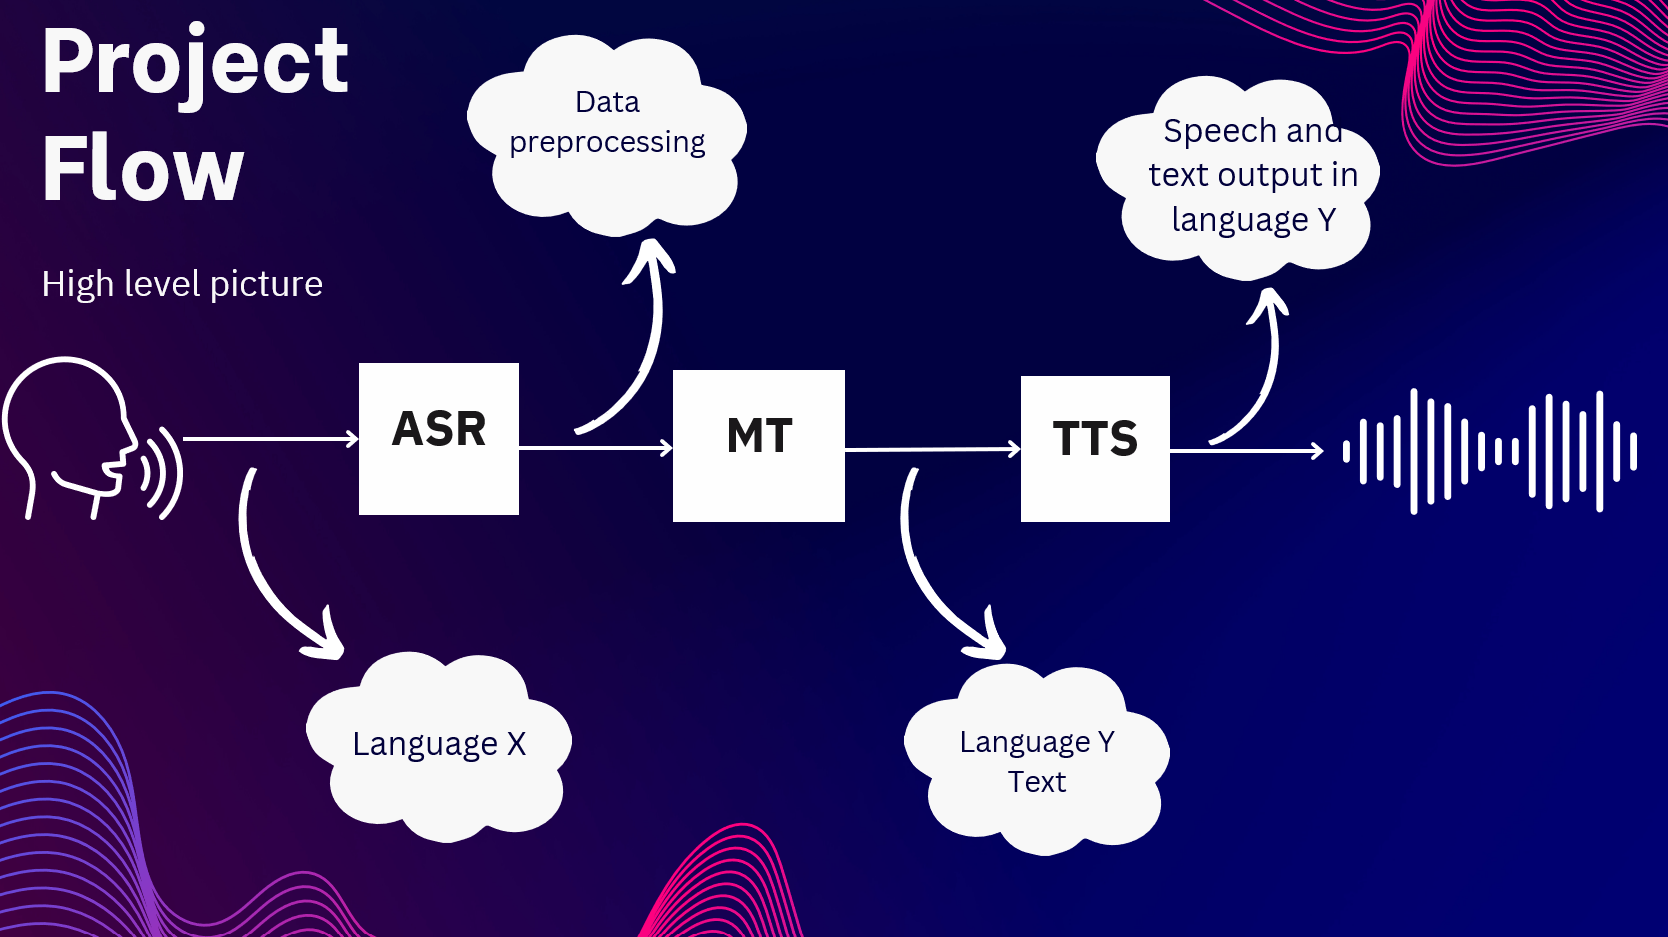 Project
Flow
High level picture
Data
preprocessing
Speech and
text output in
language Y
ASR
MT
TTS
Language X
Language Y
Text